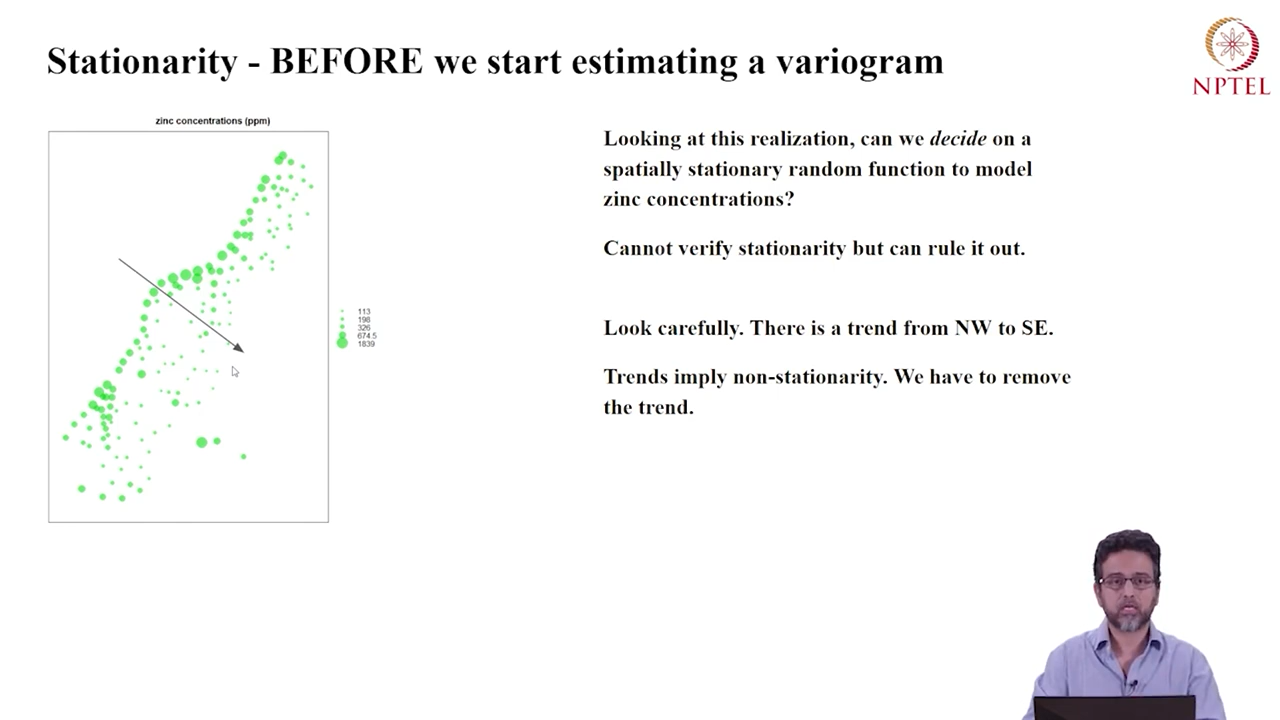 Stationarity - BEFORE we start estimating a variogram
NPTEL
zinc concentrations (ppm)
113
198
326
674.5
1839
Looking at this realization, can we decide on a
spatially stationary random function to model
zinc concentrations?
Cannot verify stationarity but can rule it out.
Look carefully. There is a trend from NW to SE.
Trends imply non-stationarity. We have to remove
the trend.